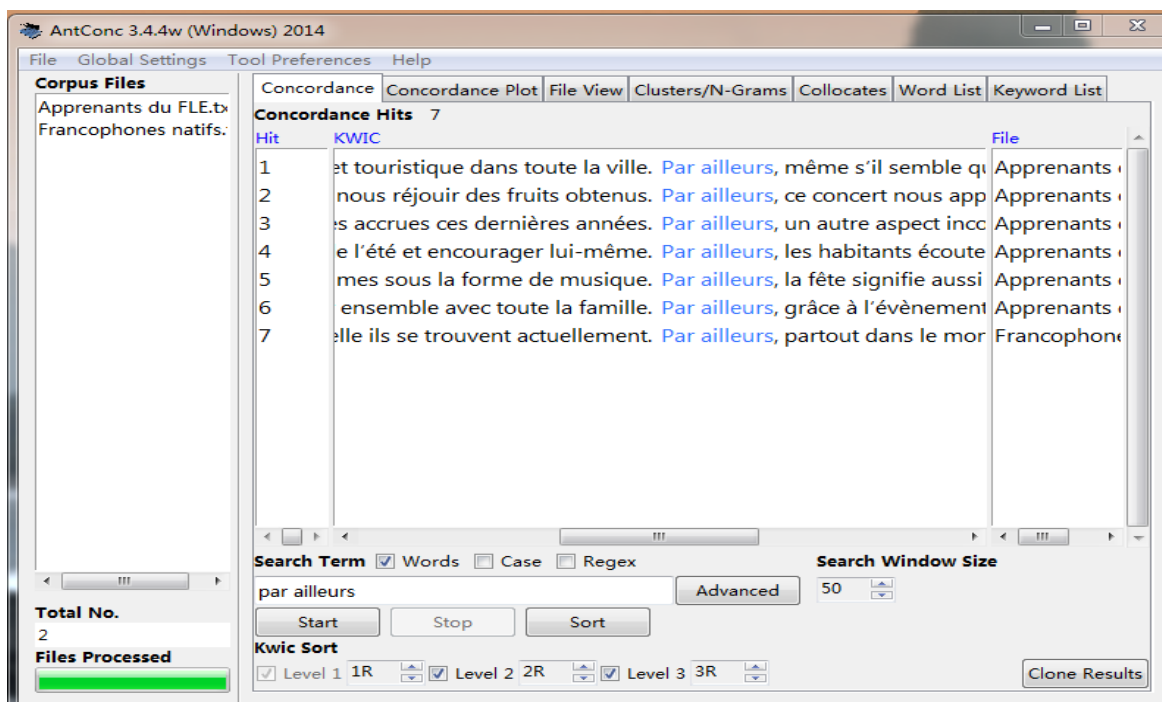 AntConc 3.4.4w (Windows) 2014
File Global Settings Tool Preferences Help
Corpus Files
Apprenants du FLE.tx
Francophones natifs.
Total No.
2
Files Processed
Concordance Concordance Plot File View Clusters/N-Grams Collocates Word List Keyword List
Concordance Hits 7
Hit KWIC File
1 et touristique dans toute la ville. Par ailleurs, même s'il semble qu Apprenants
2 nous réjouir des fruits obtenus. Par ailleurs, ce concert nous app Apprenants
3 es accrues ces dernières années. Par ailleurs, un autre aspect inco Apprenants
4 e l'été et encourager lui-même. Par ailleurs, les habitants écoute Apprenants
5 mes sous la forme de musique. Par ailleurs, la fête signifie aussi Apprenants
6 ensemble avec toute la famille. Par ailleurs, grâce à l'évènement Apprenants
7 elle ils se trouvent actuellement. Par ailleurs, partout dans le mor Francophone
Search Term Words Case Regex Search Window Size
par ailleurs Advanced 50
Start Stop Sort
Kwic Sort
Level 1 1R Level 2 2R Level 3 3R Clone Results